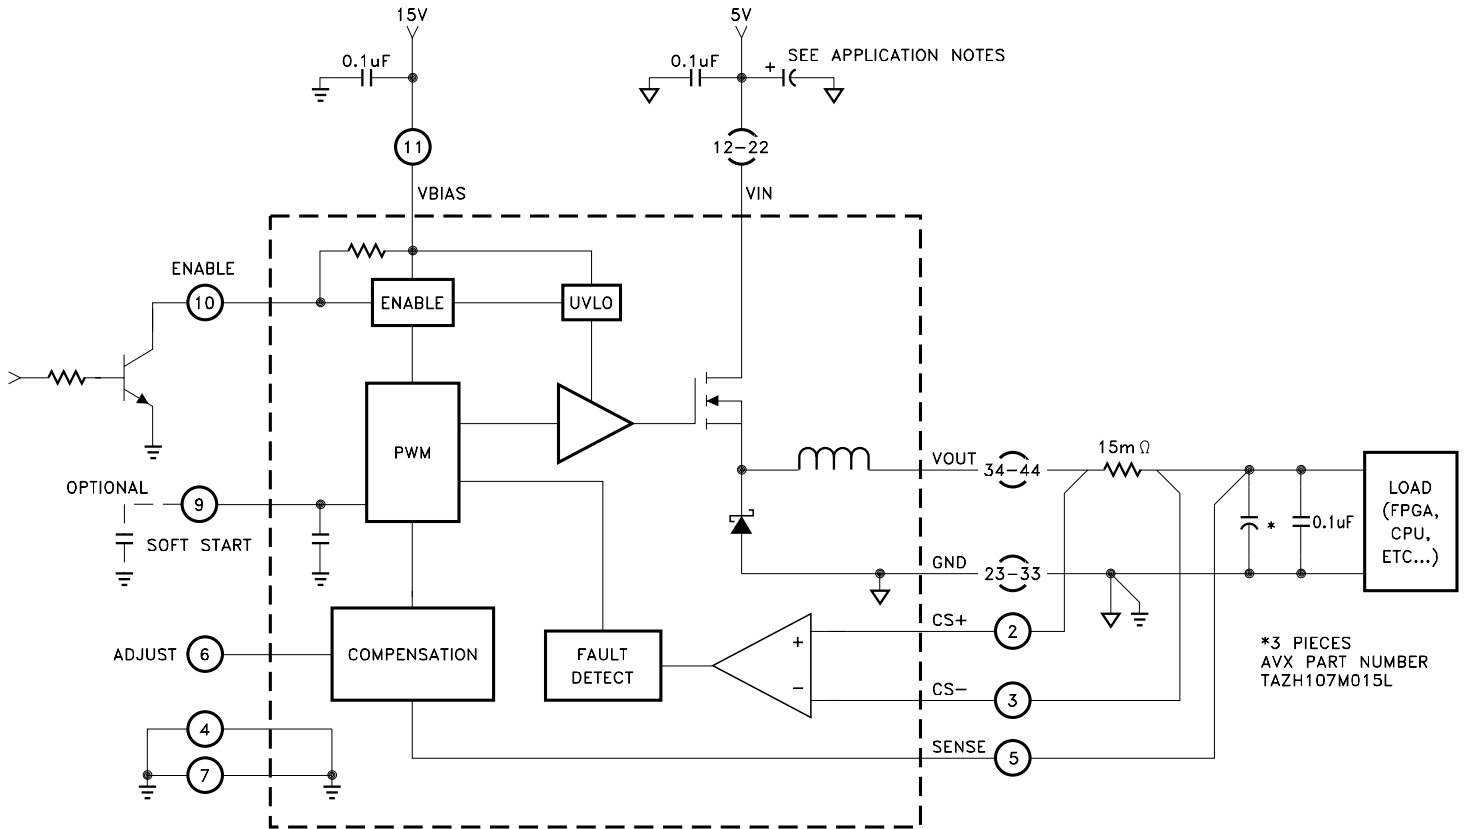 15V
5V
0.1uF
0.1uF
+
SEE APPLICATION NOTES
11
12-22
VBIAS
VIN
ENABLE
10
ENABLE
UVLO
PWM
OPTIONAL
9
SOFT START
VOUT
34-44
15mΩ
LOAD
(FPGA,
CPU,
ETC...)
*
0.1uF
GND
23-33
CS+
2
+
-
ADJUST
6
COMPENSATION
FAULT
DETECT
CS-
3
*3 PIECES
AVX PART NUMBER
TAZH107M015L
4
SENSE
5
7